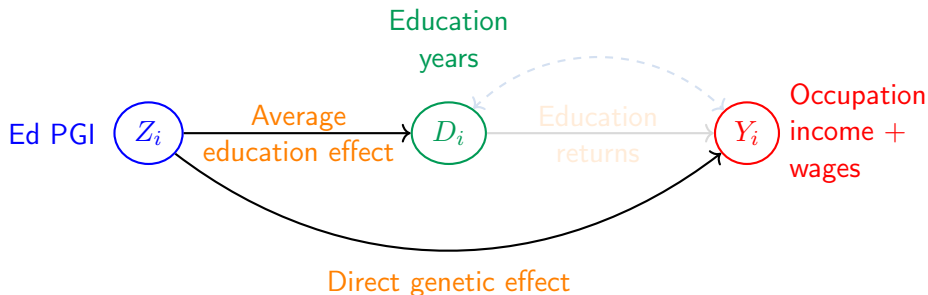 Education
years
Ed PGI
Z_i
Average
education effect
D_i
Education
returns
Y_i
Occupation
income +
wages
Direct genetic effect